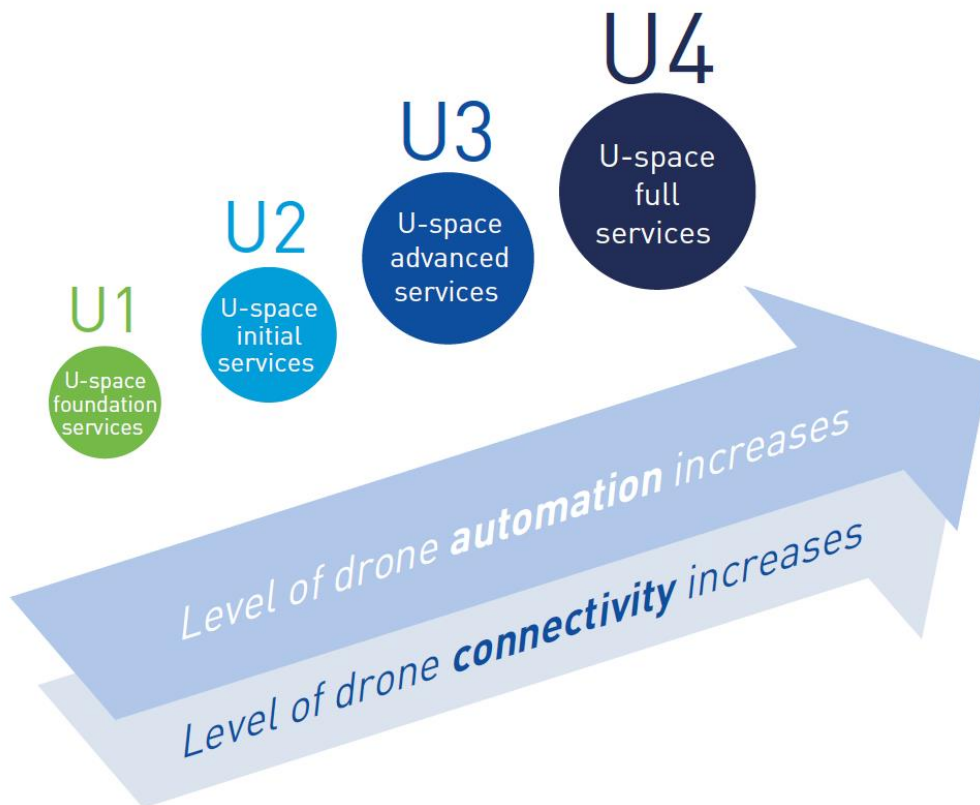 U1
U-space
foundation
services
U2
U-space
initial
services
U3
U-space
advanced
services
U4
U-space
full
services
Level of drone automation increases
Level of drone connectivity increases